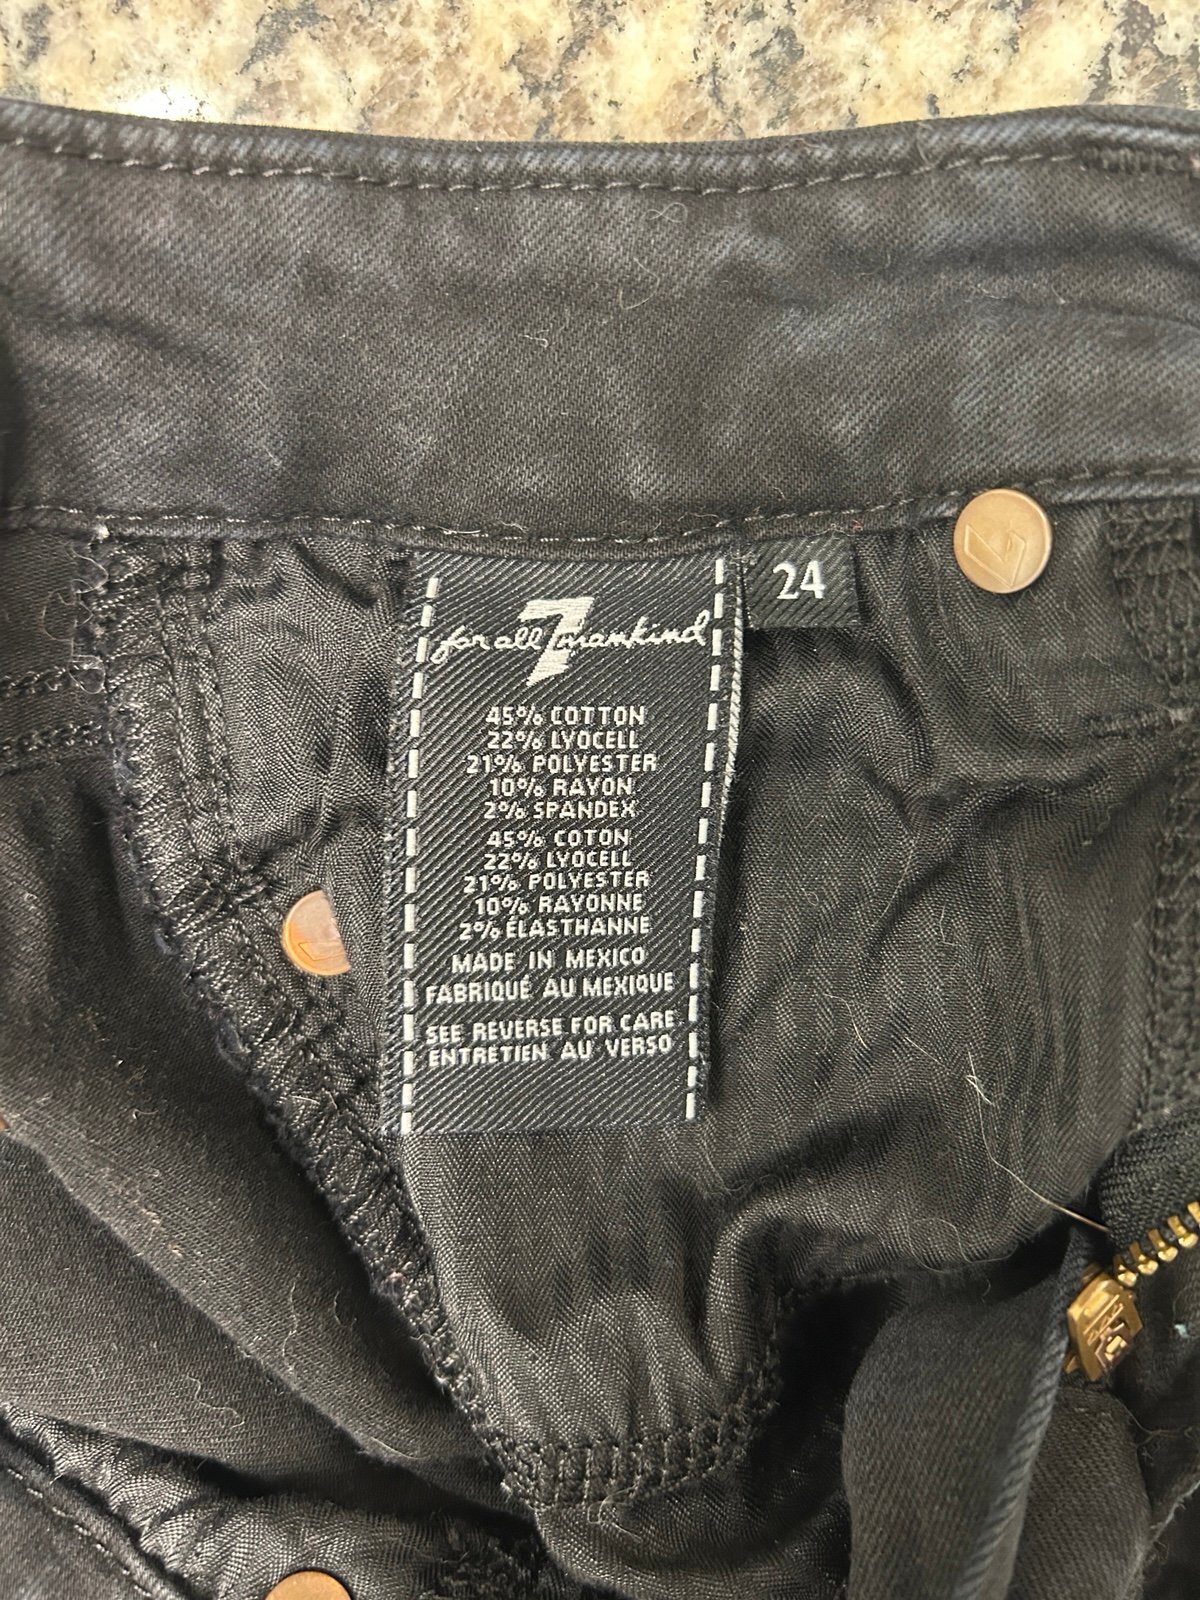 24
for all 7 mankind
45% COTTON
22% LYOCELL
21% POLYESTER
10% RAYON
2% SPANDEX
45% COTON
22% LYOCELL
21% POLYESTER
10% RAYONNE
2% ÉLASTHANNE
MADE IN MEXICO
FABRIQUÉ AU MEXIQUE
SEE REVERSE FOR CARE
ENTRETIEN AU VERSO
7